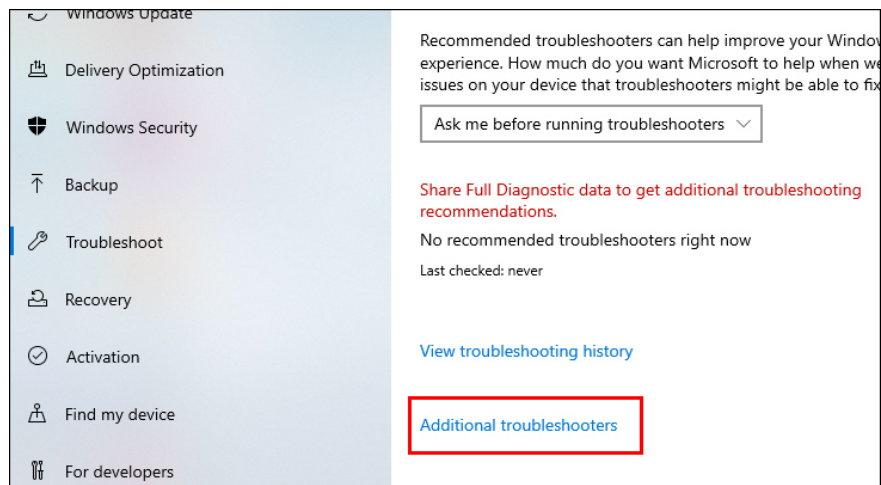 Windows Update
Delivery Optimization
Windows Security
Backup
Troubleshoot
Recovery
Activation
Find my device
For developers
Recommended troubleshooters can help improve your
experience. How much do you want Microsoft to help when
issues on your device that troubleshooters might be able to
Ask me before running troubleshooters
Share Full Diagnostic data to get additional troubleshooting
recommendations.
No recommended troubleshooters right now
Last checked: never
View troubleshooting history
Additional troubleshooters